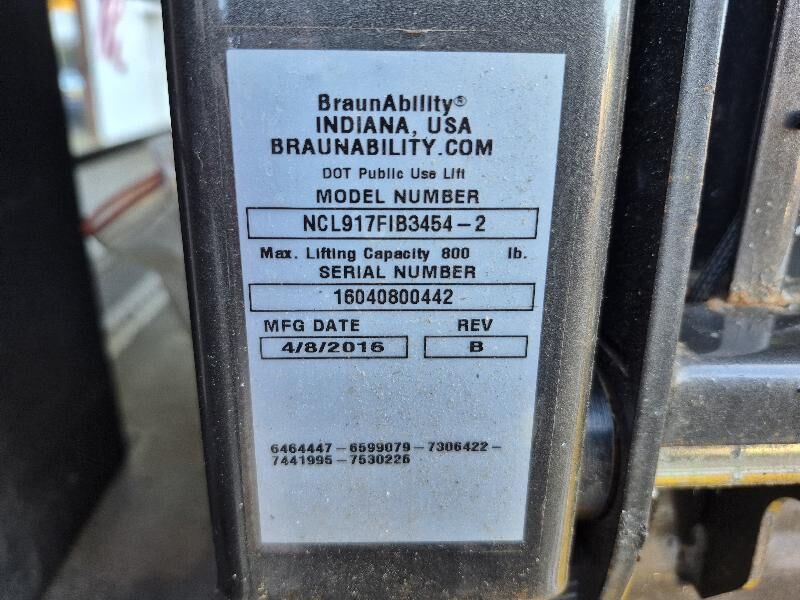 BraunAbility®
INDIANA, USA
BRAUNABILITY.COM
DOT Public Use Lift
MODEL NUMBER
NCL917FIB3454-2
Max. Lifting Capacity 800 lb.
SERIAL NUMBER
16040800442
MFG DATE REV
4/8/2016 B
6464447-6599079-7306422-
7441995-7530226